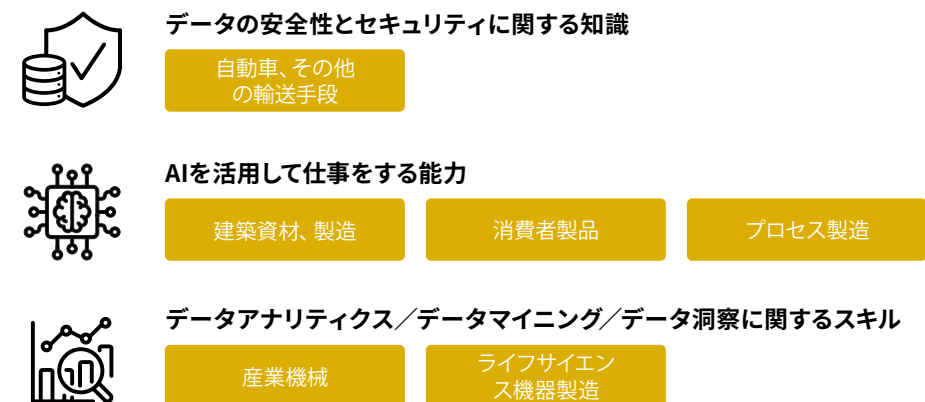 データの安全性とセキュリティに関する知識
自動車、その他
の輸送手段
AIを活用して仕事をする能力
建築資材、製造
消費者製品
プロセス製造
データアナリティクス／データマイニング／データ洞察に関するスキル
産業機械
ライフサイエン
ス機器製造